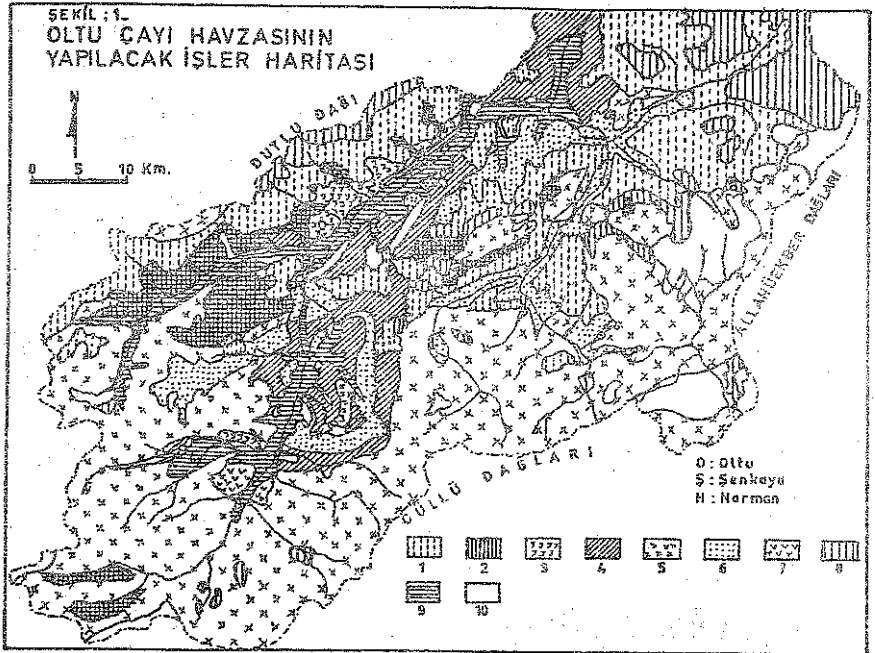 ŞEKİL :1_
OLTU ÇAYI HAVZASININ
YAPILACAK İŞLER HARİTASI
N
0 5 10 Km.
DUTLU DAĞI
ALLAHUEKBER DAĞLARI
GÜLLÜ DAĞLARI
O: Oltu
Ş: Şenkaya
N: Narman
1 2 3 4 5 6 7 8
9 10